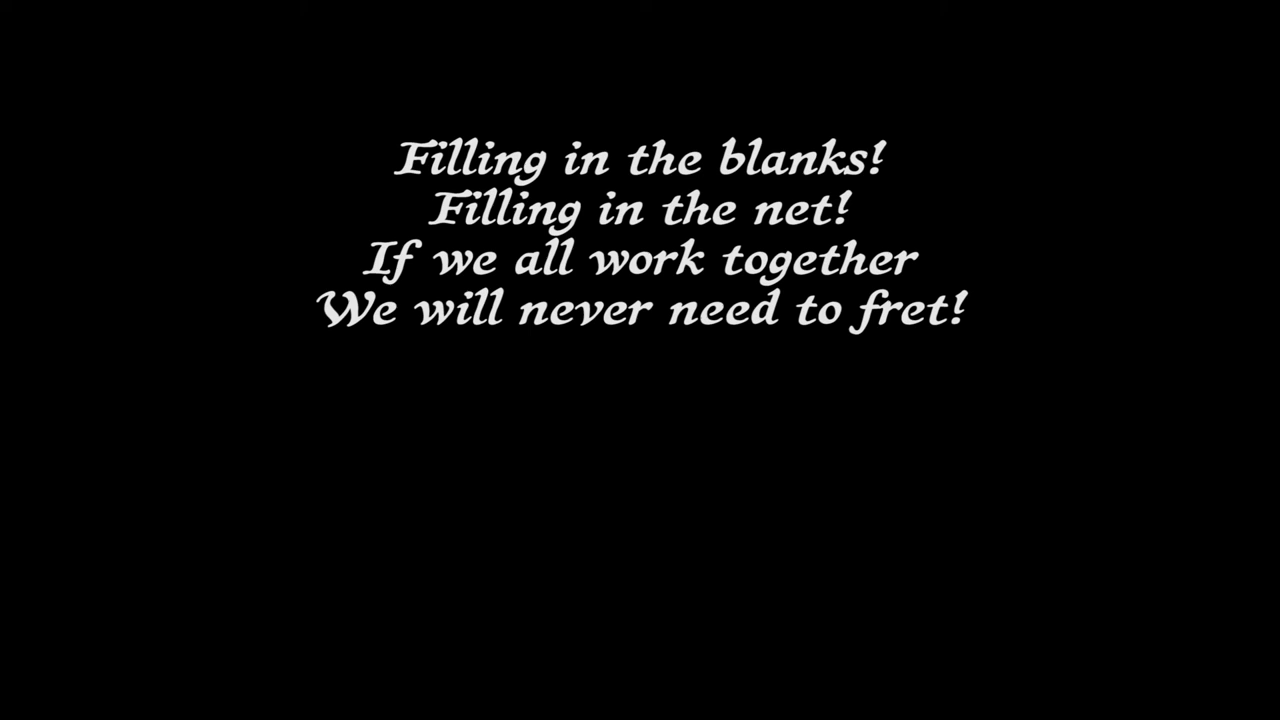 Filling in the blanks!
Filling in the net!
If we all work together
We will never need to fret!